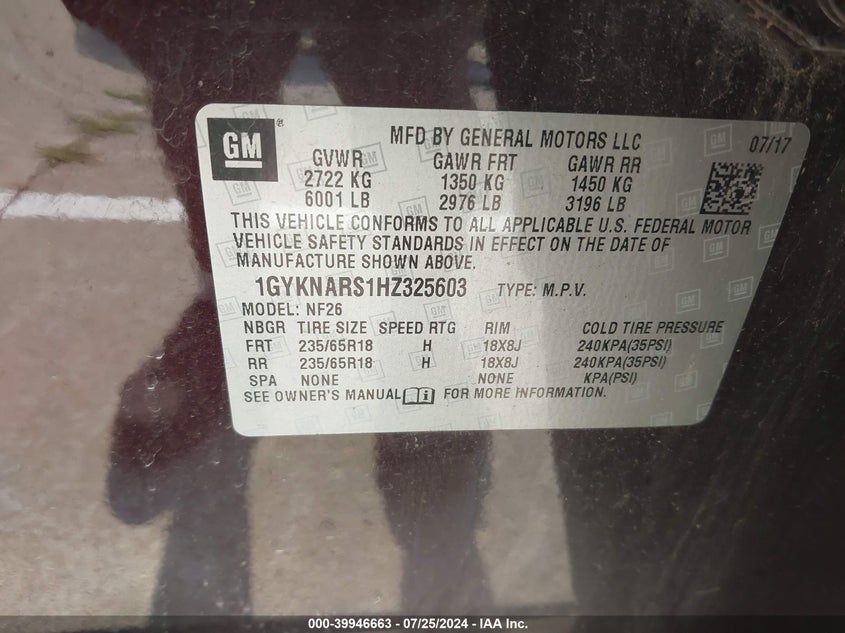 GM
MFD BY GENERAL MOTORS LLC 07/17
GVWR GAWR FRT GAWR RR
2722 KG 1350 KG 1450 KG
6001 LB 2976 LB 3196 LB
THIS VEHICLE CONFORMS TO ALL APPLICABLE U.S. FEDERAL MOTOR
VEHICLE SAFETY STANDARDS IN EFFECT ON THE DATE OF
MANUFACTURE SHOWN ABOVE.
1GYKNARS1HZ325603 TYPE: M.P.V.
MODEL: NF26
NBGR TIRE SIZE SPEED RTG RIM COLD TIRE PRESSURE
FRT 235/65R18 H 18X8J 240KPA(35PSI)
RR 235/65R18 H 18X8J 240KPA(35PSI)
SPA NONE NONE KPA(PSI)
SEE OWNER'S MANUAL FOR MORE INFORMATION.
000-39946663 - 07/25/2024 - IAA Inc.